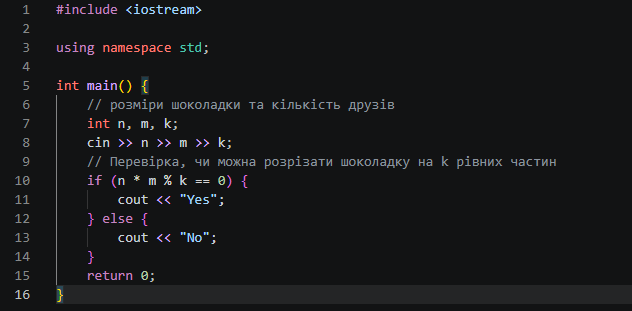 1 #include <iostream>
2
3 using namespace std;
4
5 int main() {
6 // розміри шоколадки та кількість друзів
7 int n, m, k;
8 cin >> n >> m >> k;
9 // Перевірка, чи можна розрізати шоколадку на k рівних частин
10 if (n * m % k == 0) {
11 cout << "Yes";
12 } else {
13 cout << "No";
14 }
15 return 0;
16 }